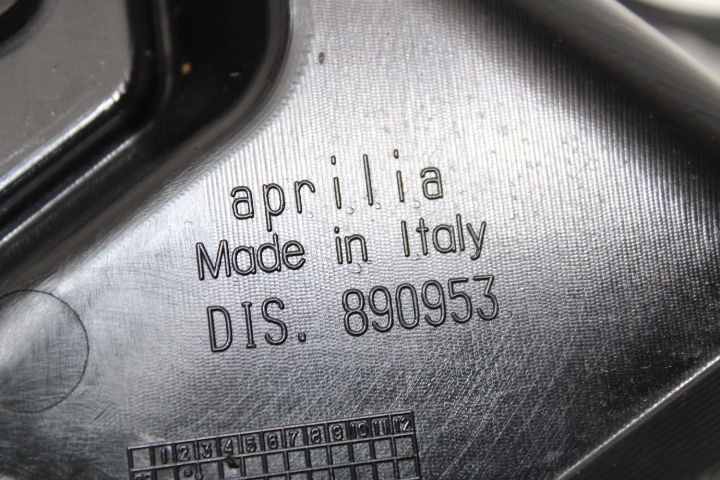 aprilia
Made in Italy
DIS. 890953
1 2 3 4 5 6 7 8 9 10 11 12